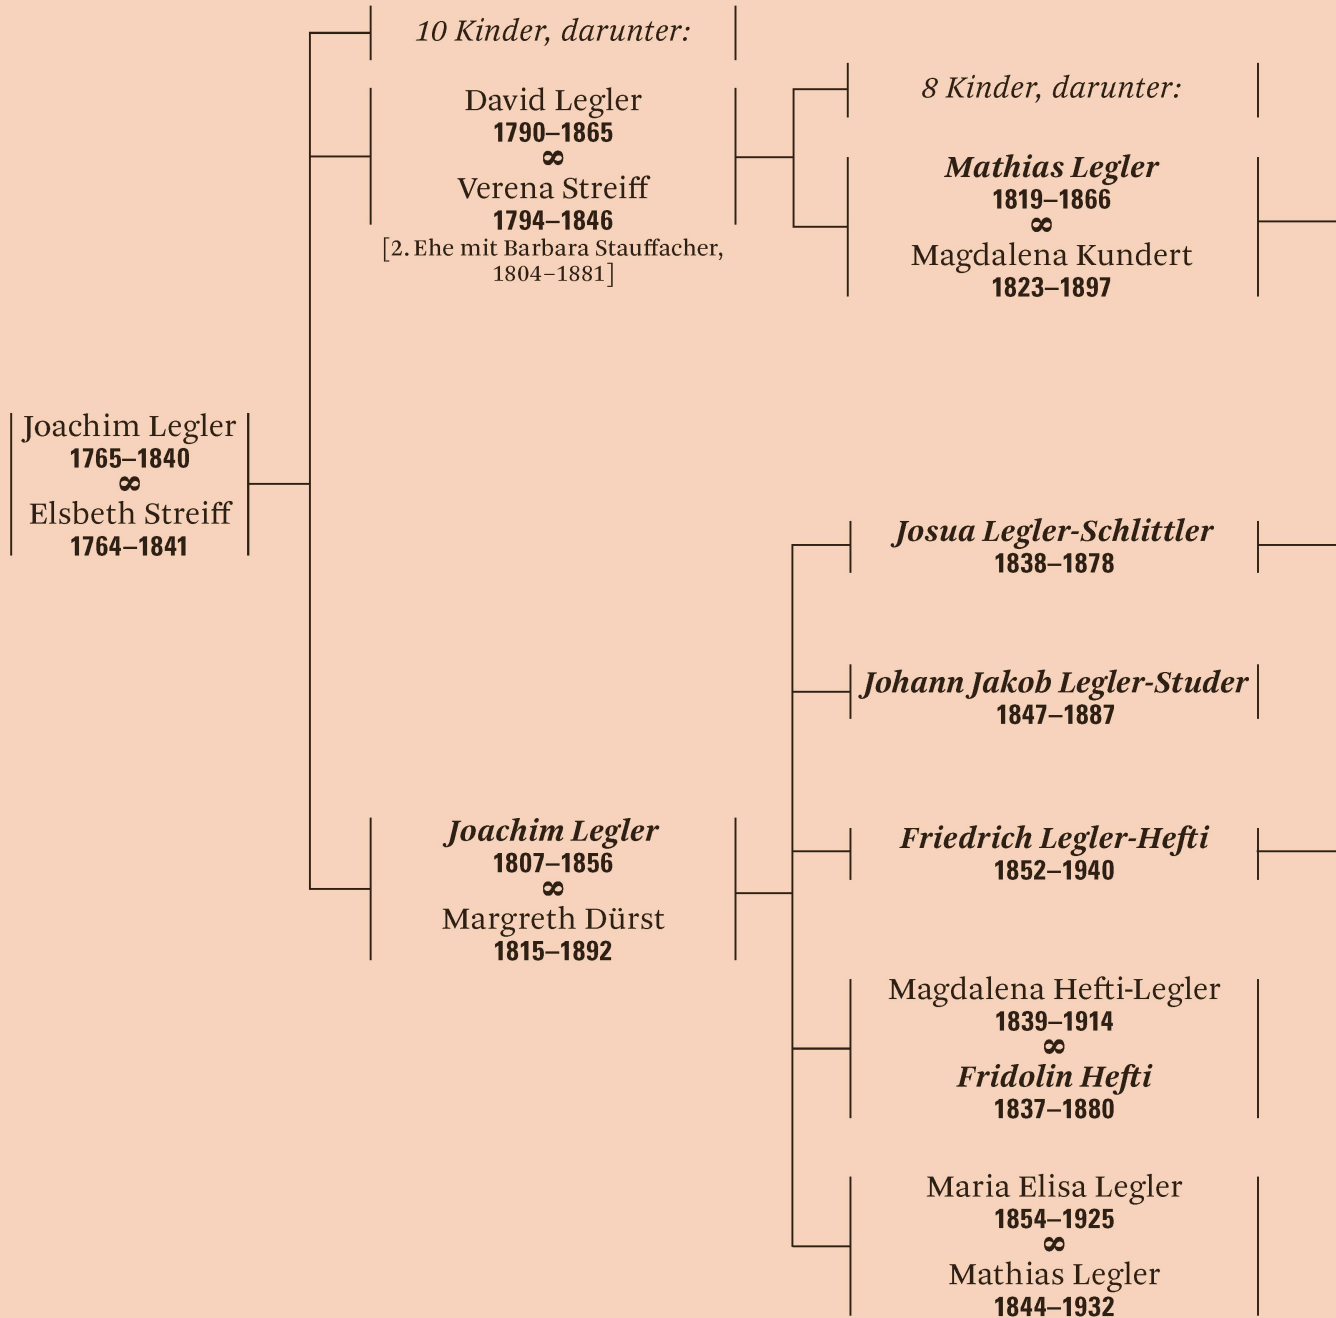 10 Kinder, darunter:
David Legler
1790–1865
∞
Verena Streiff
1794–1846
[2. Ehe mit Barbara Stauffacher,
1804–1881]
8 Kinder, darunter:
Mathias Legler
1819–1866
∞
Magdalena Kundert
1823–1897
Joachim Legler
1765–1840
∞
Elsbeth Streiff
1764–1841
Josua Legler-Schlittler
1838–1878
Johann Jakob Legler-Studer
1847–1887
Joachim Legler
1807–1856
∞
Margreth Dürst
1815–1892
Friedrich Legler-Hefti
1852–1940
Magdalena Hefti-Legler
1839–1914
∞
Fridolin Hefti
1837–1880
Maria Elisa Legler
1854–1925
∞
Mathias Legler
1844–1932